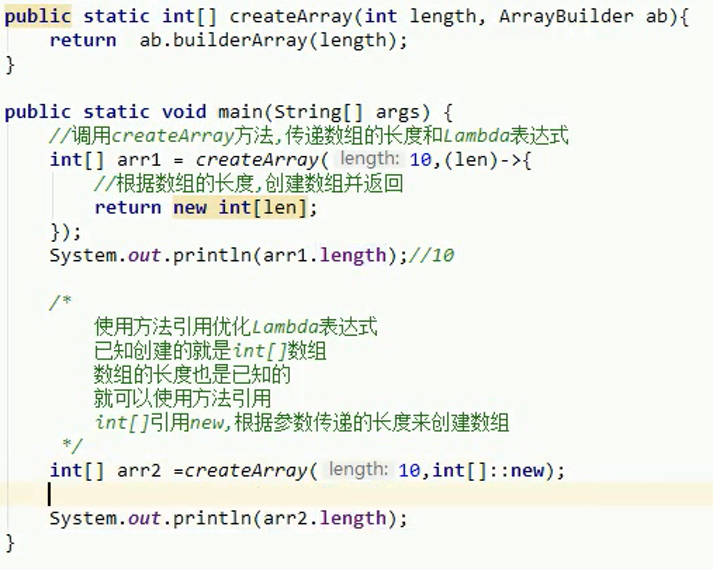 public static int[] createArray(int length, ArrayBuilder ab){
    return  ab.builderArray(length);
}

public static void main(String[] args) {
    //调用createArray方法,传递数组的长度和Lambda表达式
    int[] arr1 = createArray( length: 10,(len)->{
        //根据数组的长度,创建数组并返回
        return new int[len];
    });
    System.out.println(arr1.length);//10

    /*
        使用方法引用优化Lambda表达式
        已知创建的就是int[]数组
        数组的长度也是已知的
        就可以使用方法引用
        int[]引用new,根据参数传递的长度来创建数组
     */
    int[] arr2 =createArray( length: 10,int[]::new);

    System.out.println(arr2.length);
}